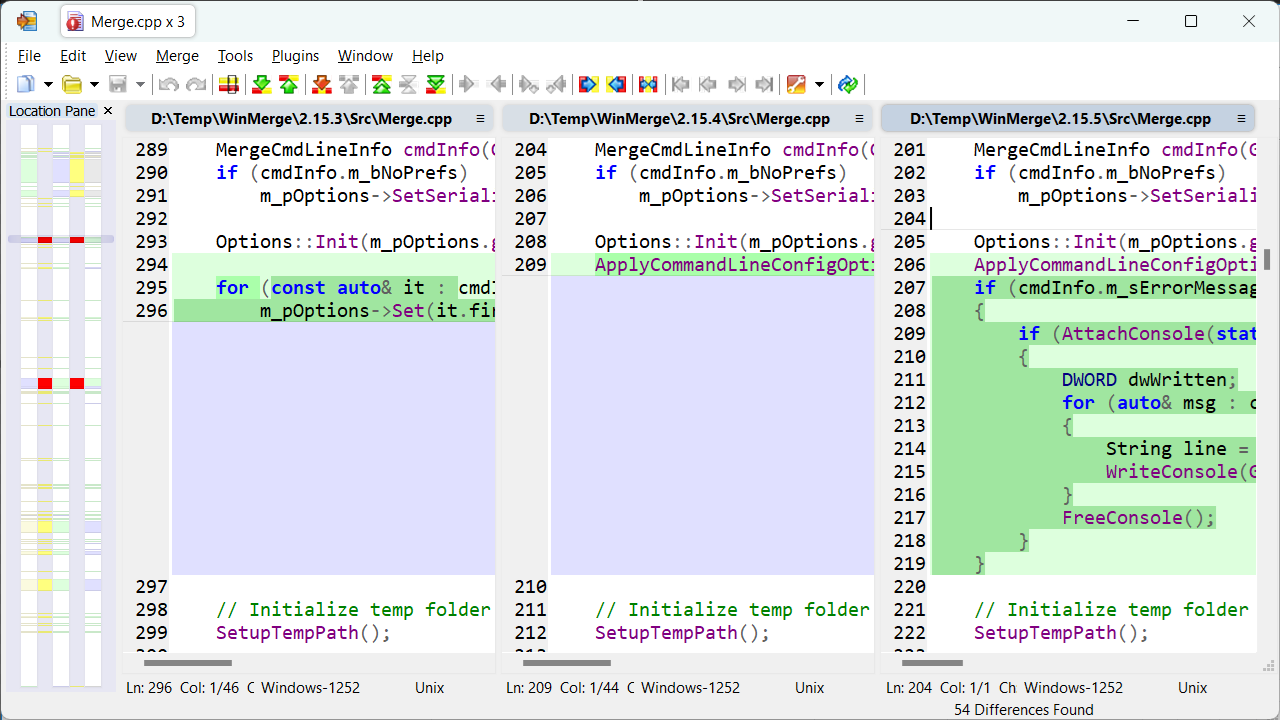 Merge.cpp x 3
File Edit View Merge Tools Plugins Window Help
Location Pane ×
D:\Temp\WinMerge\2.15.3\Src\Merge.cpp ≡
289 MergeCmdLineInfo cmdInfo(
290 if (cmdInfo.m_bNoPrefs)
291 m_pOptions->SetSeriali
292
293 Options::Init(m_pOptions.g
294
295 for (const auto& it : cmdI
296 m_pOptions->Set(it.fir
297
298 // Initialize temp folder
299 SetupTempPath();
Ln: 296 Col: 1/46 C Windows-1252 Unix
D:\Temp\WinMerge\2.15.4\Src\Merge.cpp ≡
204 MergeCmdLineInfo cmdInfo(
205 if (cmdInfo.m_bNoPrefs)
206 m_pOptions->SetSeriali
207
208 Options::Init(m_pOptions.g
209 ApplyCommandLineConfigOpti
210
211 // Initialize temp folder
212 SetupTempPath();
Ln: 209 Col: 1/44 C Windows-1252 Unix
D:\Temp\WinMerge\2.15.5\Src\Merge.cpp ≡
201 MergeCmdLineInfo cmdInfo(G
202 if (cmdInfo.m_bNoPrefs)
203 m_pOptions->SetSeriali
204
205 Options::Init(m_pOptions.g
206 ApplyCommandLineConfigOpti
207 if (cmdInfo.m_sErrorMessag
208 {
209 if (AttachConsole(stat
210 {
211 DWORD dwWritten;
212 for (auto& msg : c
213 {
214 String line =
215 WriteConsole(G
216 }
217 FreeConsole();
218 }
219 }
220
221 // Initialize temp folder
222 SetupTempPath();
Ln: 204 Col: 1/1 Ch Windows-1252 Unix
54 Differences Found